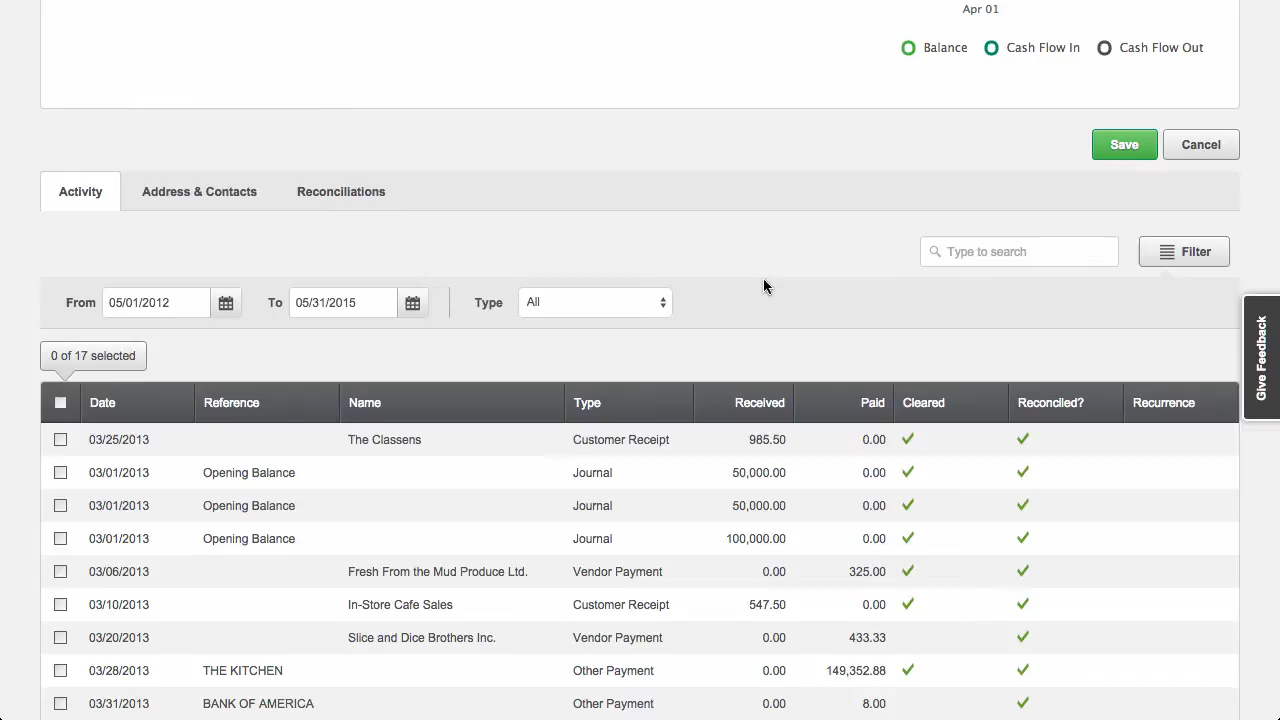 Apr 01
Balance Cash Flow In Cash Flow Out
Save Cancel
Activity Address & Contacts Reconciliations
Type to search Filter
From 05/01/2012 To 05/31/2015 Type All
Give Feedback
0 of 17 selected
Date Reference Name Type Received Paid Cleared Reconciled? Recurrence
03/25/2013 The Classens Customer Receipt 985.50 0.00
03/01/2013 Opening Balance Journal 50,000.00 0.00
03/01/2013 Opening Balance Journal 50,000.00 0.00
03/01/2013 Opening Balance Journal 100,000.00 0.00
03/06/2013 Fresh From the Mud Produce Ltd. Vendor Payment 0.00 325.00
03/10/2013 In-Store Cafe Sales Customer Receipt 547.50 0.00
03/20/2013 Slice and Dice Brothers Inc. Vendor Payment 0.00 433.33
03/28/2013 THE KITCHEN Other Payment 0.00 149,352.88
03/31/2013 BANK OF AMERICA Other Payment 0.00 8.00